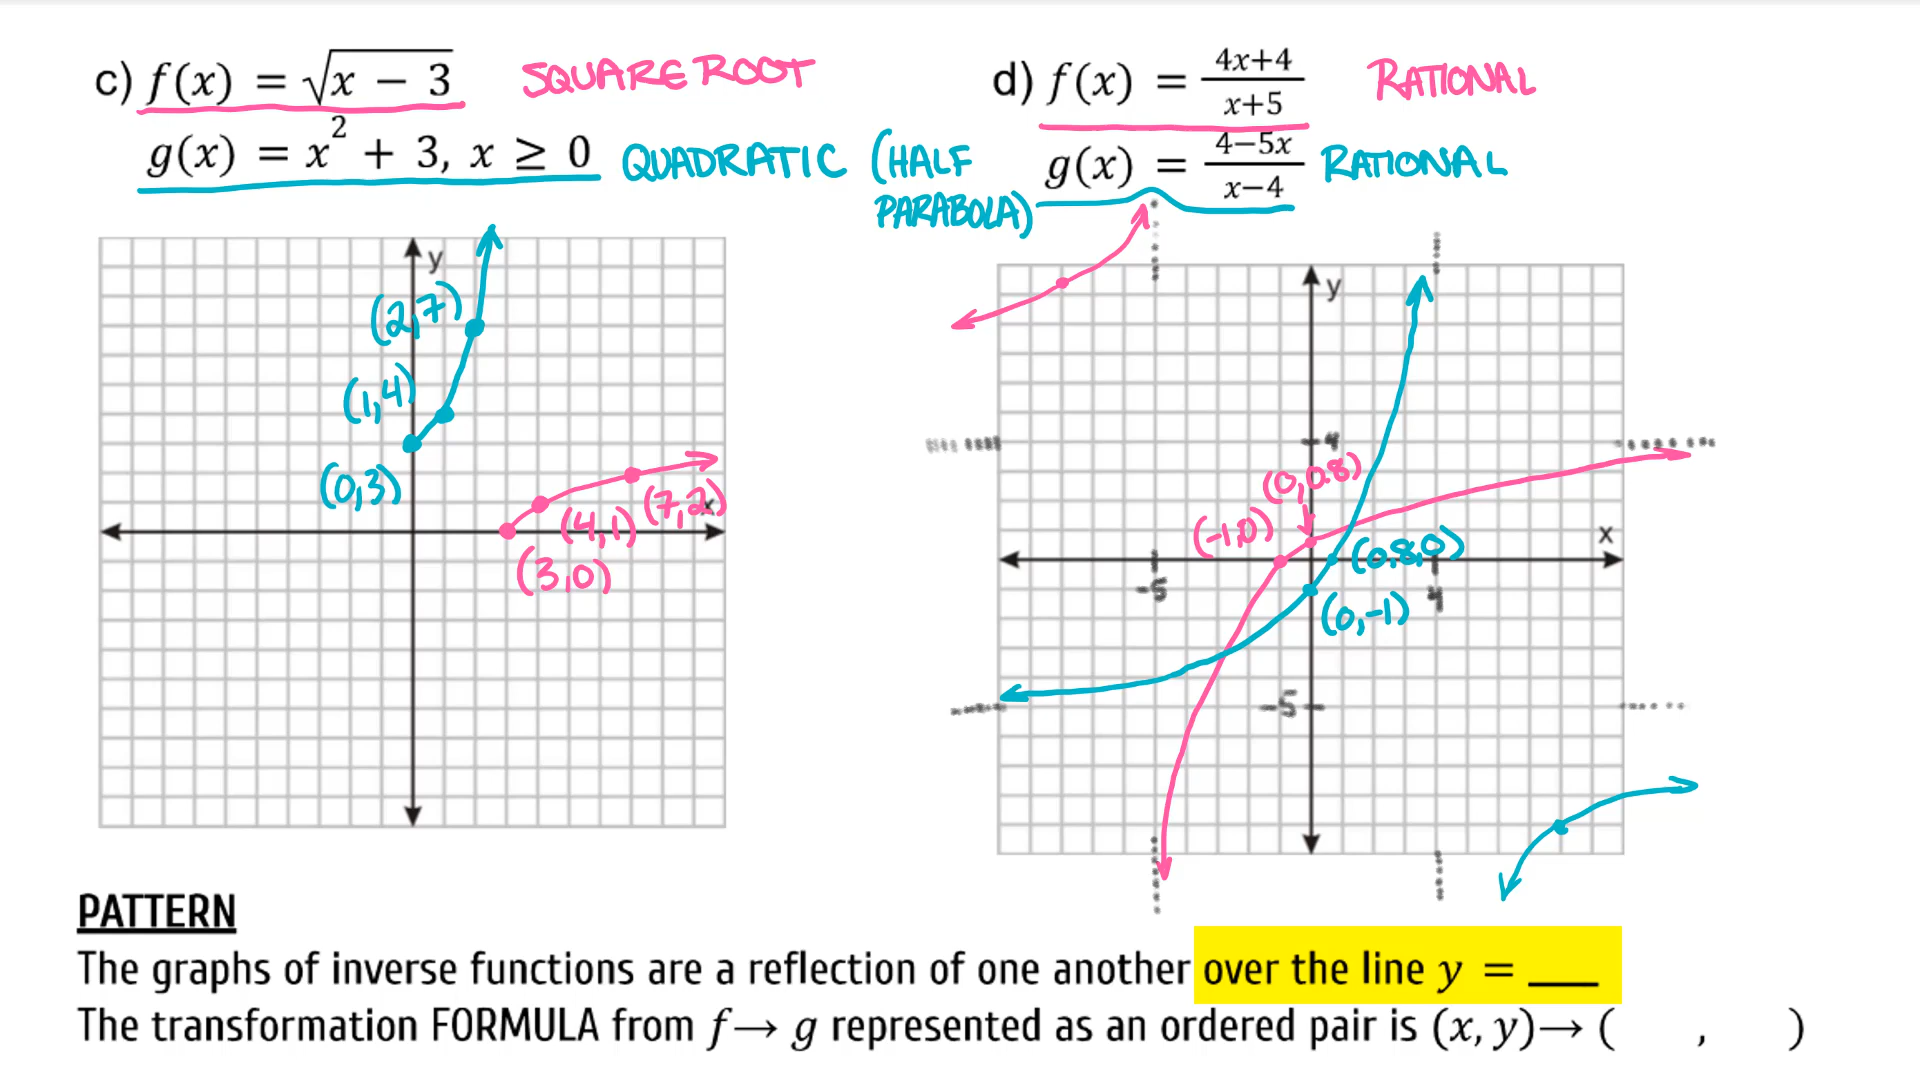 c) f(x) = √x − 3 SQUARE ROOT
g(x) = x² + 3, x ≥ 0 QUADRATIC (HALF PARABOLA)
y
(2,7)
(1,4)
(0,3)
x
(7,2)
(4,1)
(3,0)
d) f(x) = 4x+4 / x+5 RATIONAL
g(x) = 4−5x / x−4 RATIONAL
y
-4
(0,0.8)
(-1,0)
x
(0.8,0)
-5
4
(0,-1)
-5
PATTERN
The graphs of inverse functions are a reflection of one another over the line y = ___
The transformation FORMULA from f→ g represented as an ordered pair is (x, y)→ ( , )